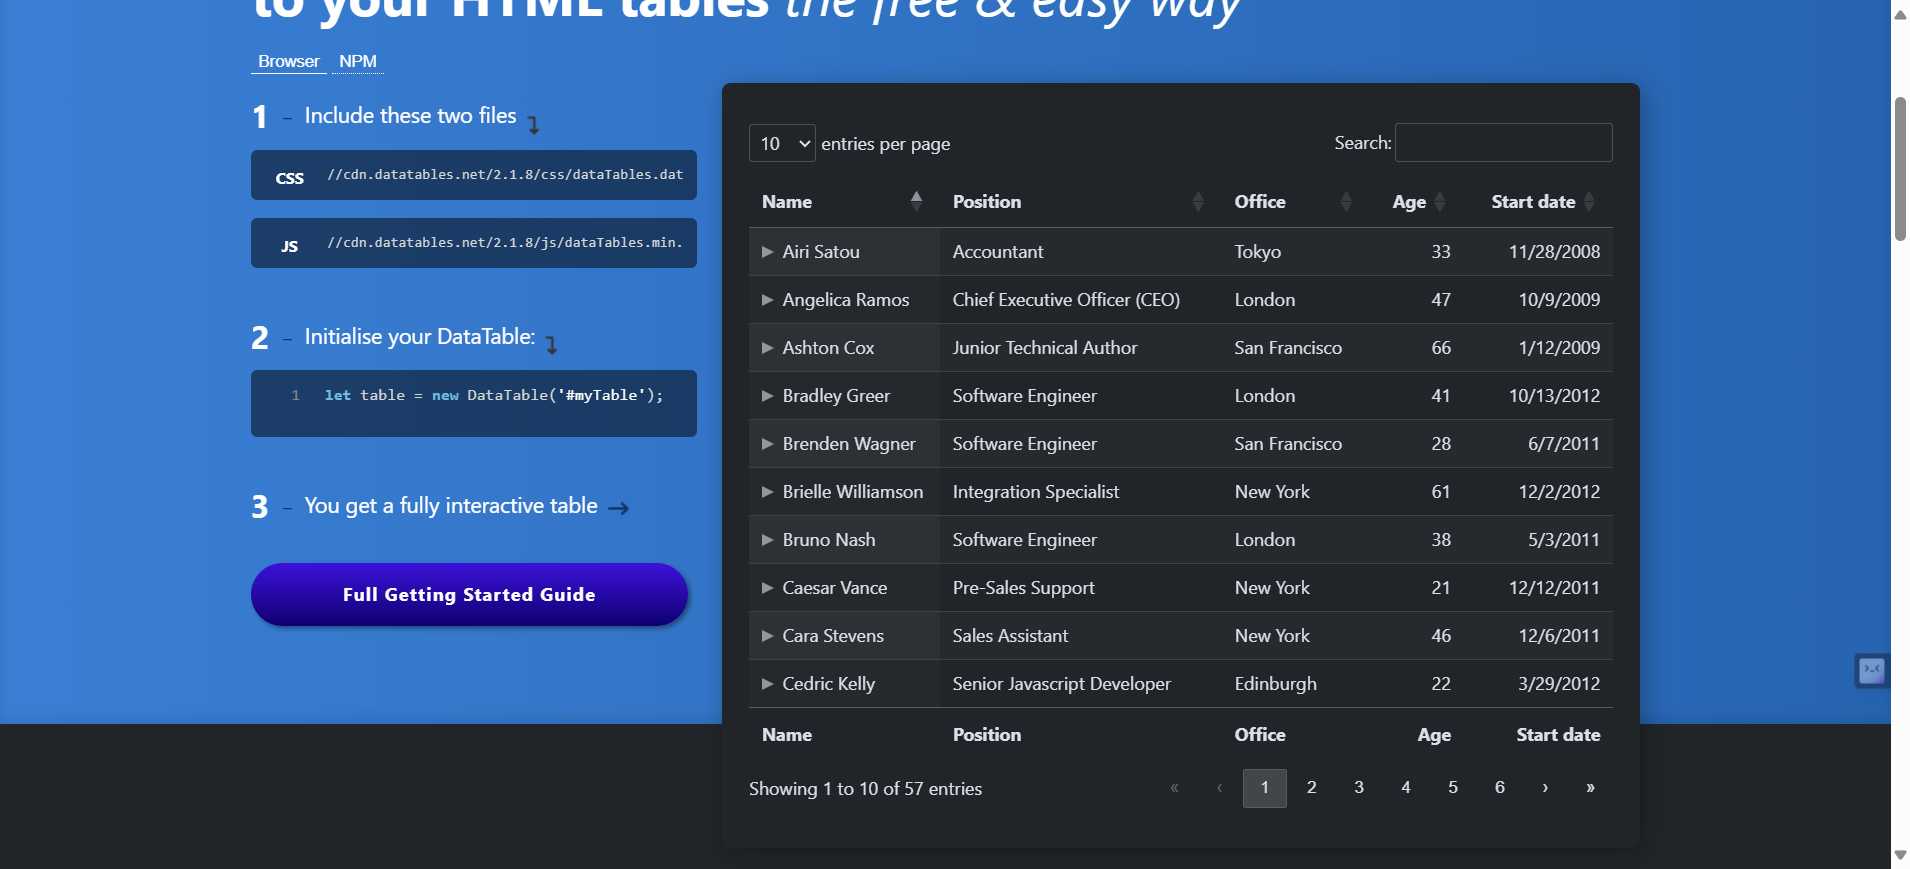 to your HTML tables the free & easy way
Browser NPM
1 – Include these two files
CSS //cdn.datatables.net/2.1.8/css/dataTables.dat
JS //cdn.datatables.net/2.1.8/js/dataTables.min.
2 – Initialise your DataTable:
1 let table = new DataTable('#myTable');
3 – You get a fully interactive table →
Full Getting Started Guide
10 entries per page Search:
Name Position Office Age Start date
Airi Satou Accountant Tokyo 33 11/28/2008
Angelica Ramos Chief Executive Officer (CEO) London 47 10/9/2009
Ashton Cox Junior Technical Author San Francisco 66 1/12/2009
Bradley Greer Software Engineer London 41 10/13/2012
Brenden Wagner Software Engineer San Francisco 28 6/7/2011
Brielle Williamson Integration Specialist New York 61 12/2/2012
Bruno Nash Software Engineer London 38 5/3/2011
Caesar Vance Pre-Sales Support New York 21 12/12/2011
Cara Stevens Sales Assistant New York 46 12/6/2011
Cedric Kelly Senior Javascript Developer Edinburgh 22 3/29/2012
Name Position Office Age Start date
Showing 1 to 10 of 57 entries « ‹ 1 2 3 4 5 6 › »